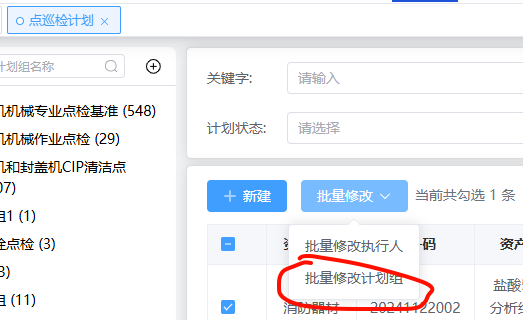 点巡检计划
计划组名称
机机械专业点检基准 (548)
机机械作业点检 (29)
机和封盖机CIP清洁点
07)
组1 (1)
全点检 (3)
3)
组 (11)
关键字:
请输入
计划状态:
请选择
新建
批量修改
当前共勾选 1 条
批量修改执行人
批量修改计划组
码
资产
消防器材
20241122002
盐酸
分析